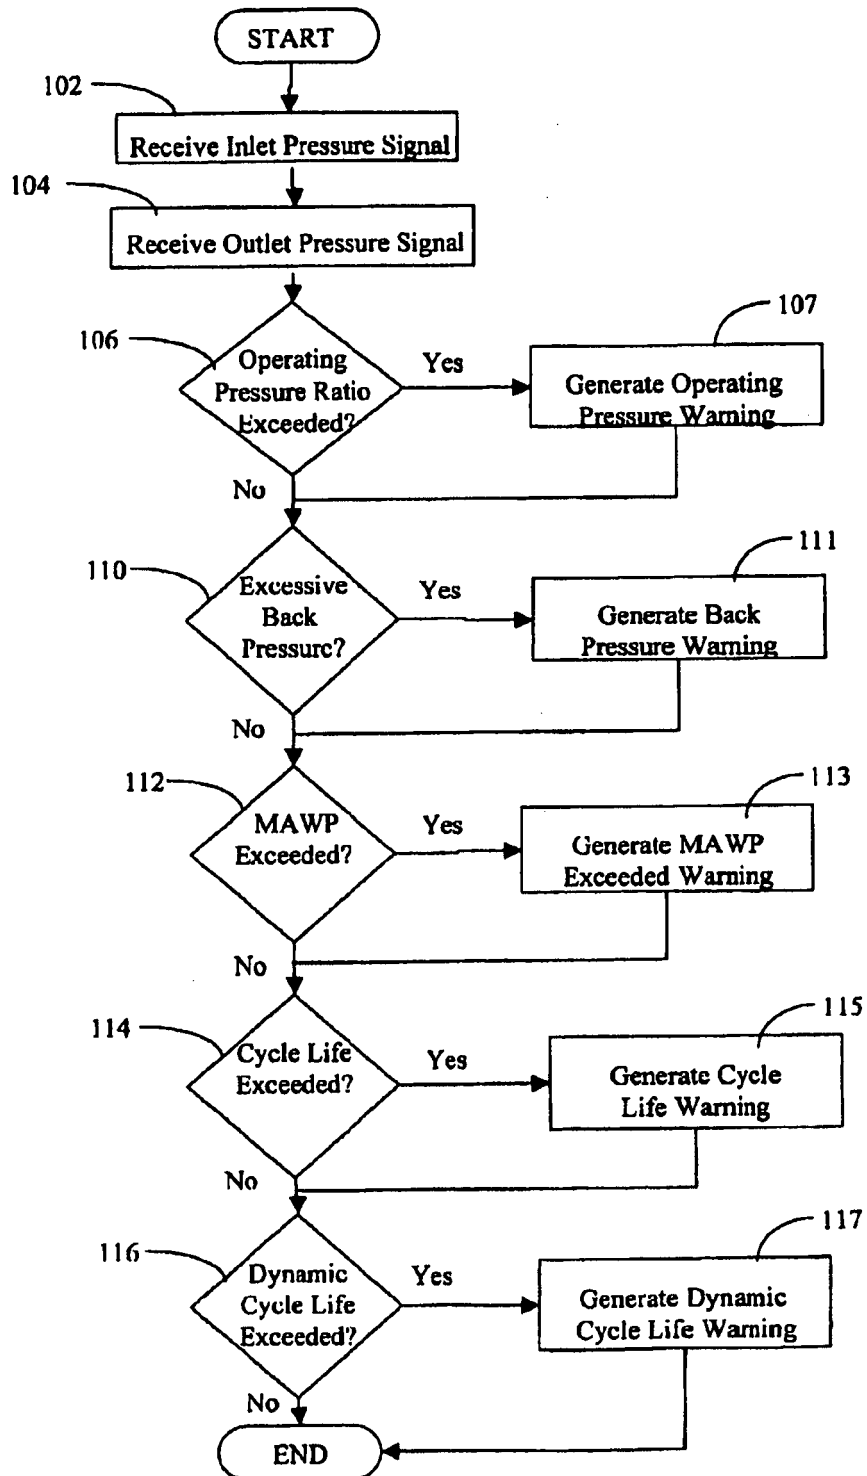 START
102
Receive Inlet Pressure Signal
104
Receive Outlet Pressure Signal
106
Operating
Pressure Ratio
Exceeded?
Yes
107
Generate Operating
Pressure Warning
No
110
Excessive
Back
Pressure?
Yes
111
Generate Back
Pressure Warning
No
112
MAWP
Exceeded?
Yes
113
Generate MAWP
Exceeded Warning
No
114
Cycle Life
Exceeded?
Yes
115
Generate Cycle
Life Warning
No
116
Dynamic
Cycle Life
Exceeded?
Yes
117
Generate Dynamic
Cycle Life Warning
No
END